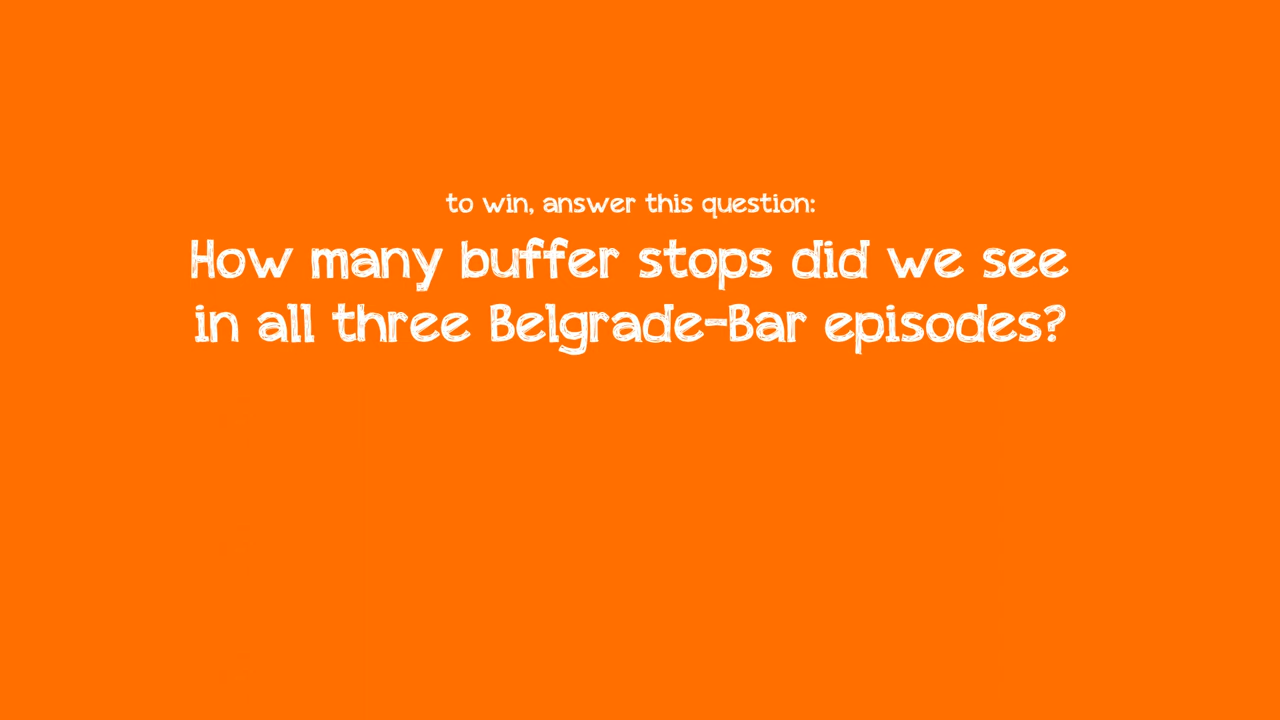 to win, answer this question:
How many buffer stops did we see
in all three Belgrade-Bar episodes?